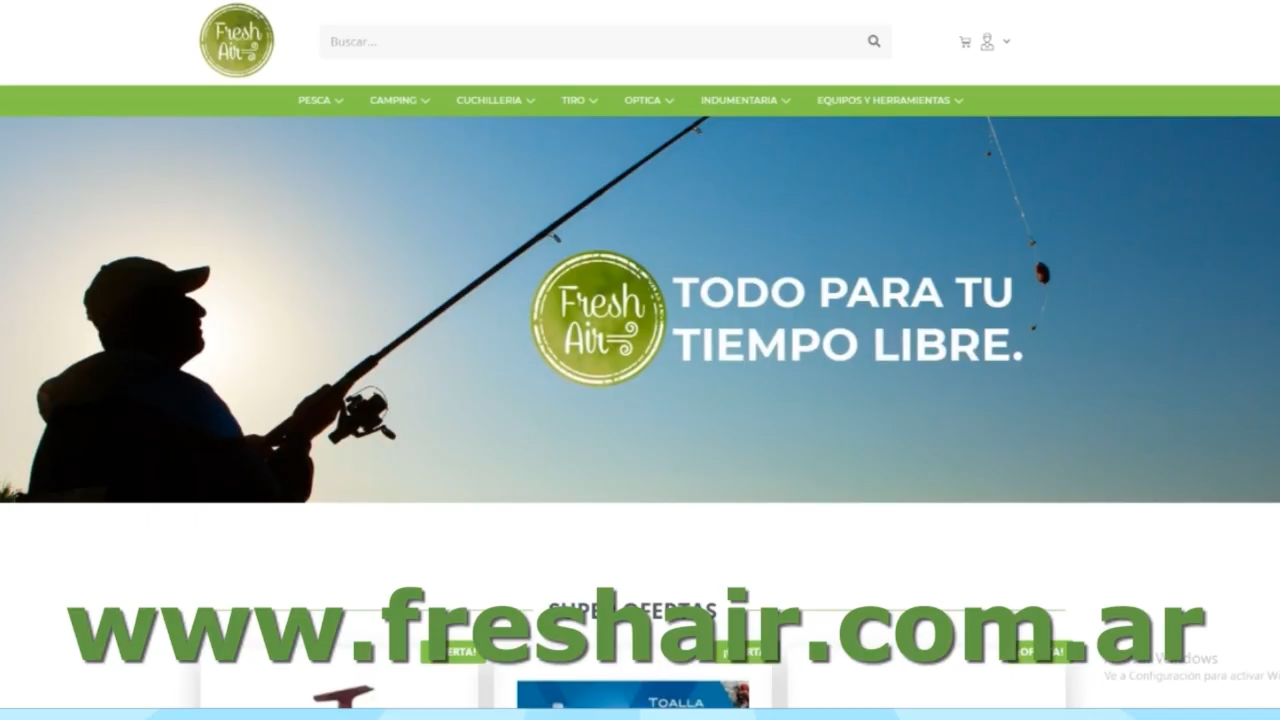 Fresh
Air
Buscar...
PESCA
CAMPING
CUCHILLERIA
TIRO
OPTICA
INDUMENTARIA
EQUIPOS Y HERRAMIENTAS
Fresh
Air
TODO PARA TU
TIEMPO LIBRE.
OFERTAS
www.freshair.com.ar
Ve a Configuración para activar
TOALLA